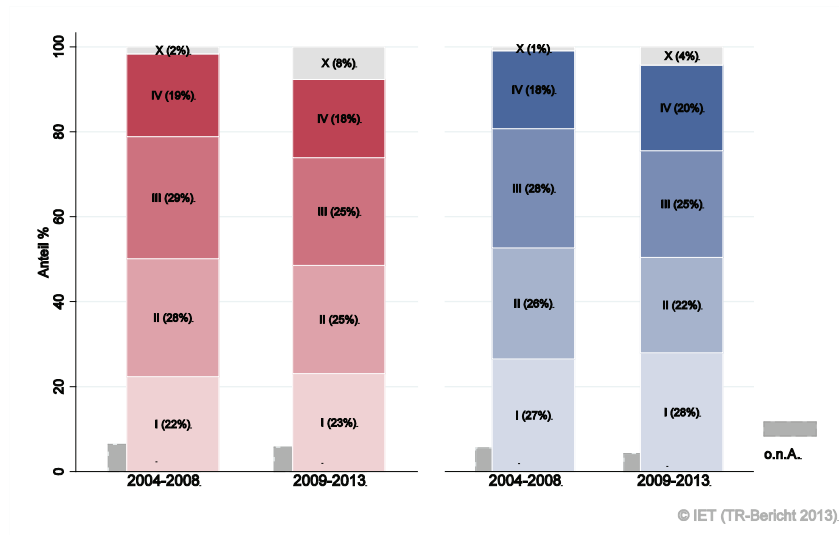 100
80
60
40
20
0
Anteil %
X (2%).
IV (19%).
III (29%).
II (28%).
I (22%).
X (8%).
IV (18%).
III (25%).
II (25%).
I (23%).
X (1%).
IV (18%).
III (28%).
II (26%).
I (27%).
X (4%).
IV (20%).
III (25%).
II (22%).
I (28%).
2004-2008.
2009-2013.
2004-2008.
2009-2013.
o.n.A..
© IET (TR-Bericht 2013).